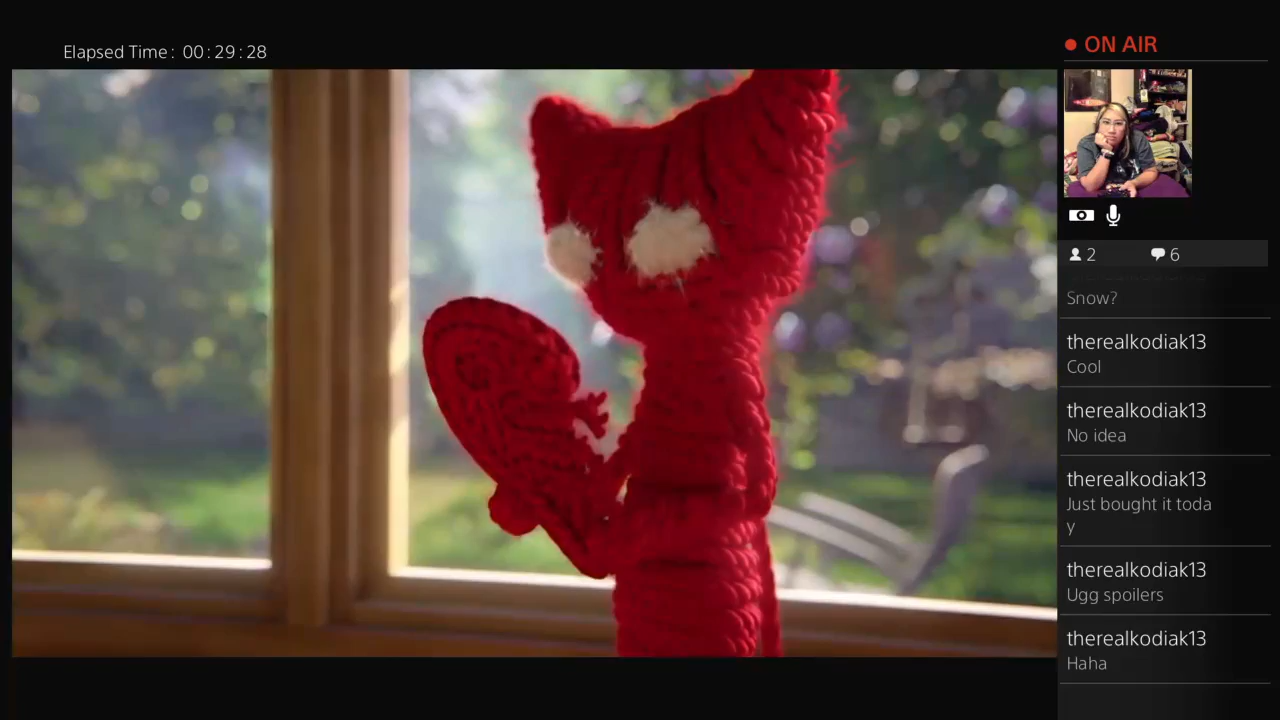 Elapsed Time: 00:29:28
ON AIR
2
6
Snow?
therealkodiak13
Cool
therealkodiak13
No idea
therealkodiak13
Just bought it toda
y
therealkodiak13
Ugg spoilers
therealkodiak13
Haha